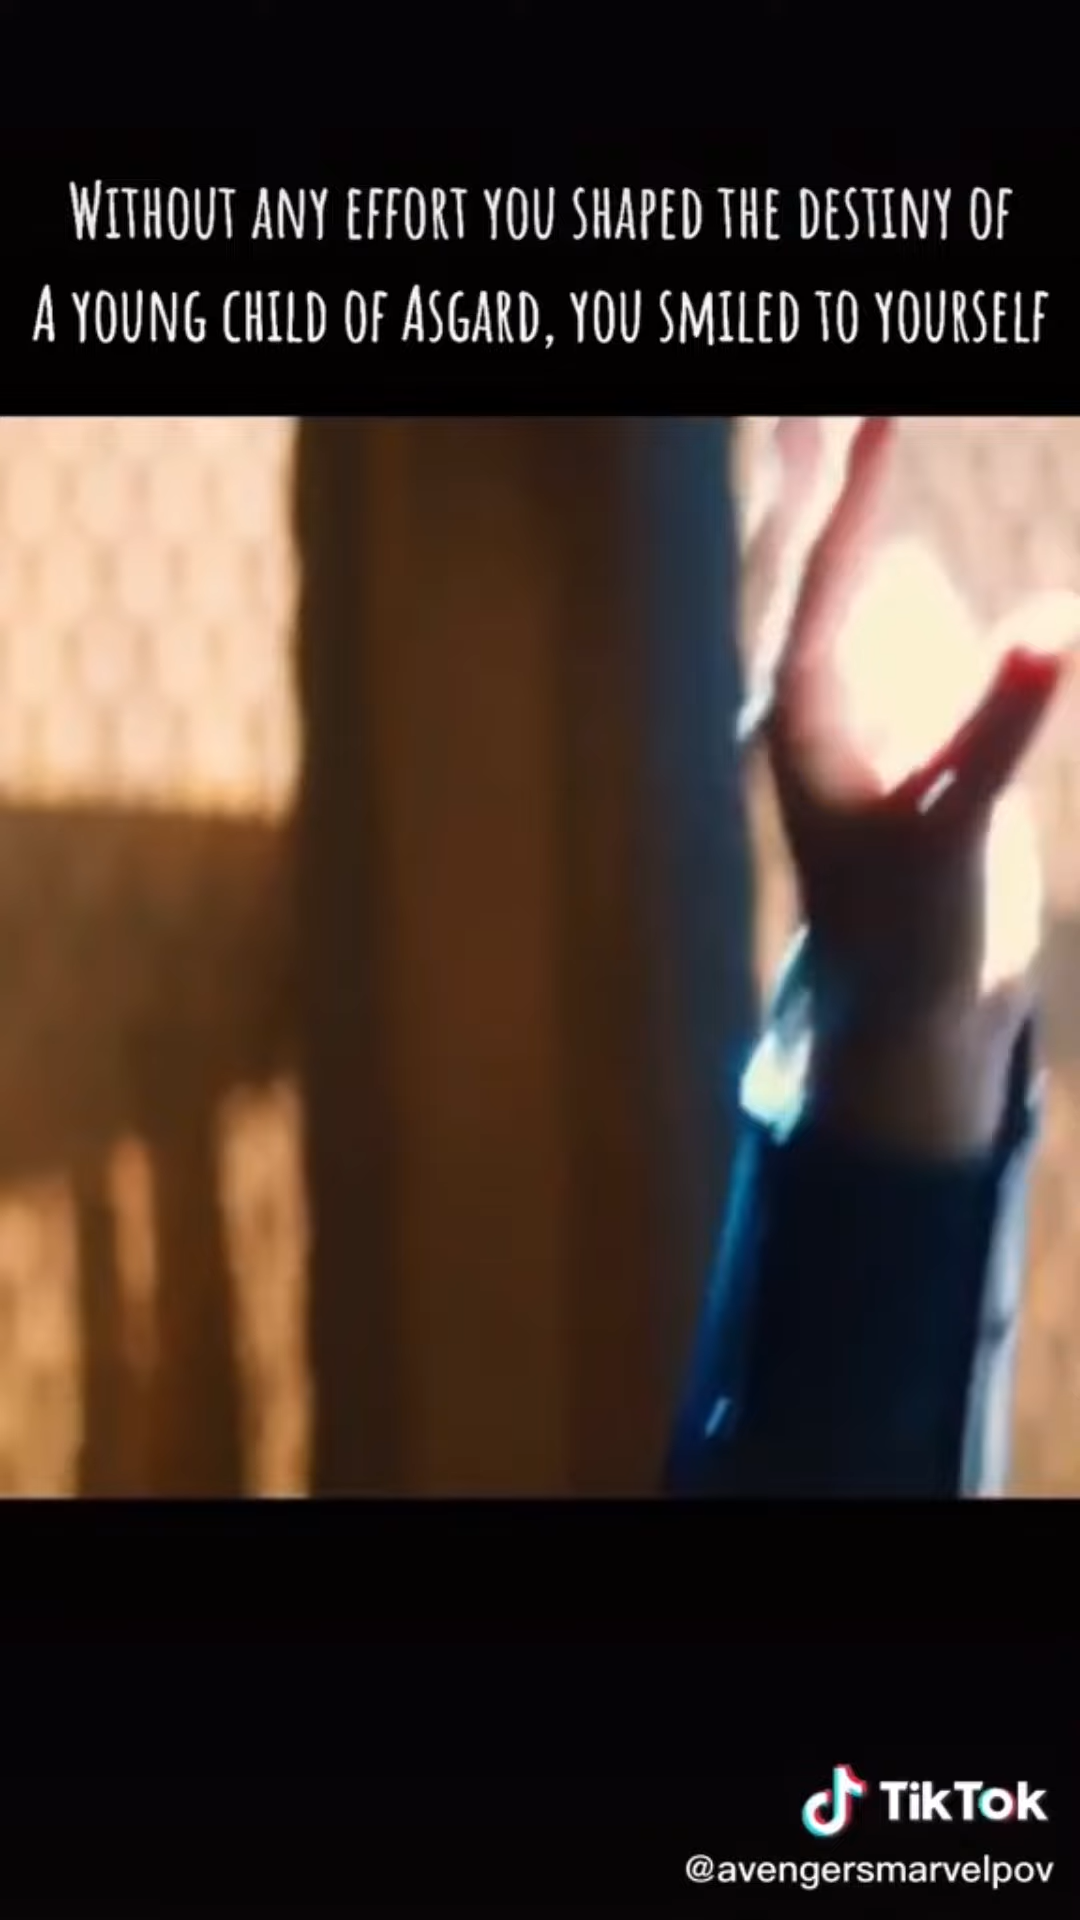 Without any effort you shaped the destiny of
A young child of Asgard, you smiled to yourself
TikTok
@avengersmarvelpov